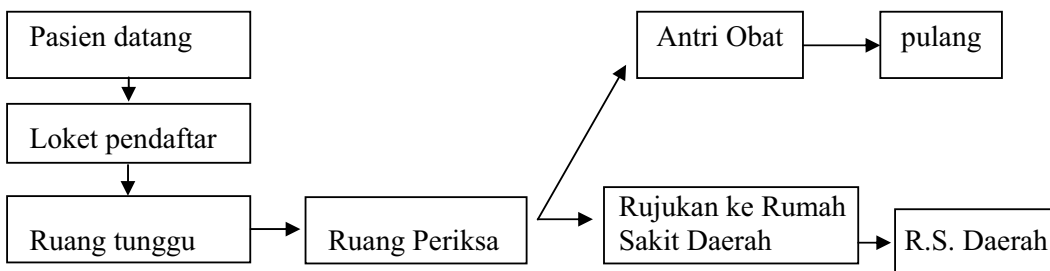 Pasien datang
Loket pendaftar
Ruang tunggu
Ruang Periksa
Antri Obat
pulang
Rujukan ke Rumah
Sakit Daerah
R.S. Daerah